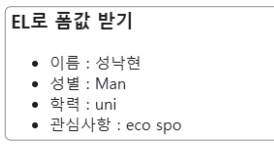 EL로 폼값 받기
이름 : 성낙현
성별 : Man
학력 : uni
관심사항 : eco spo